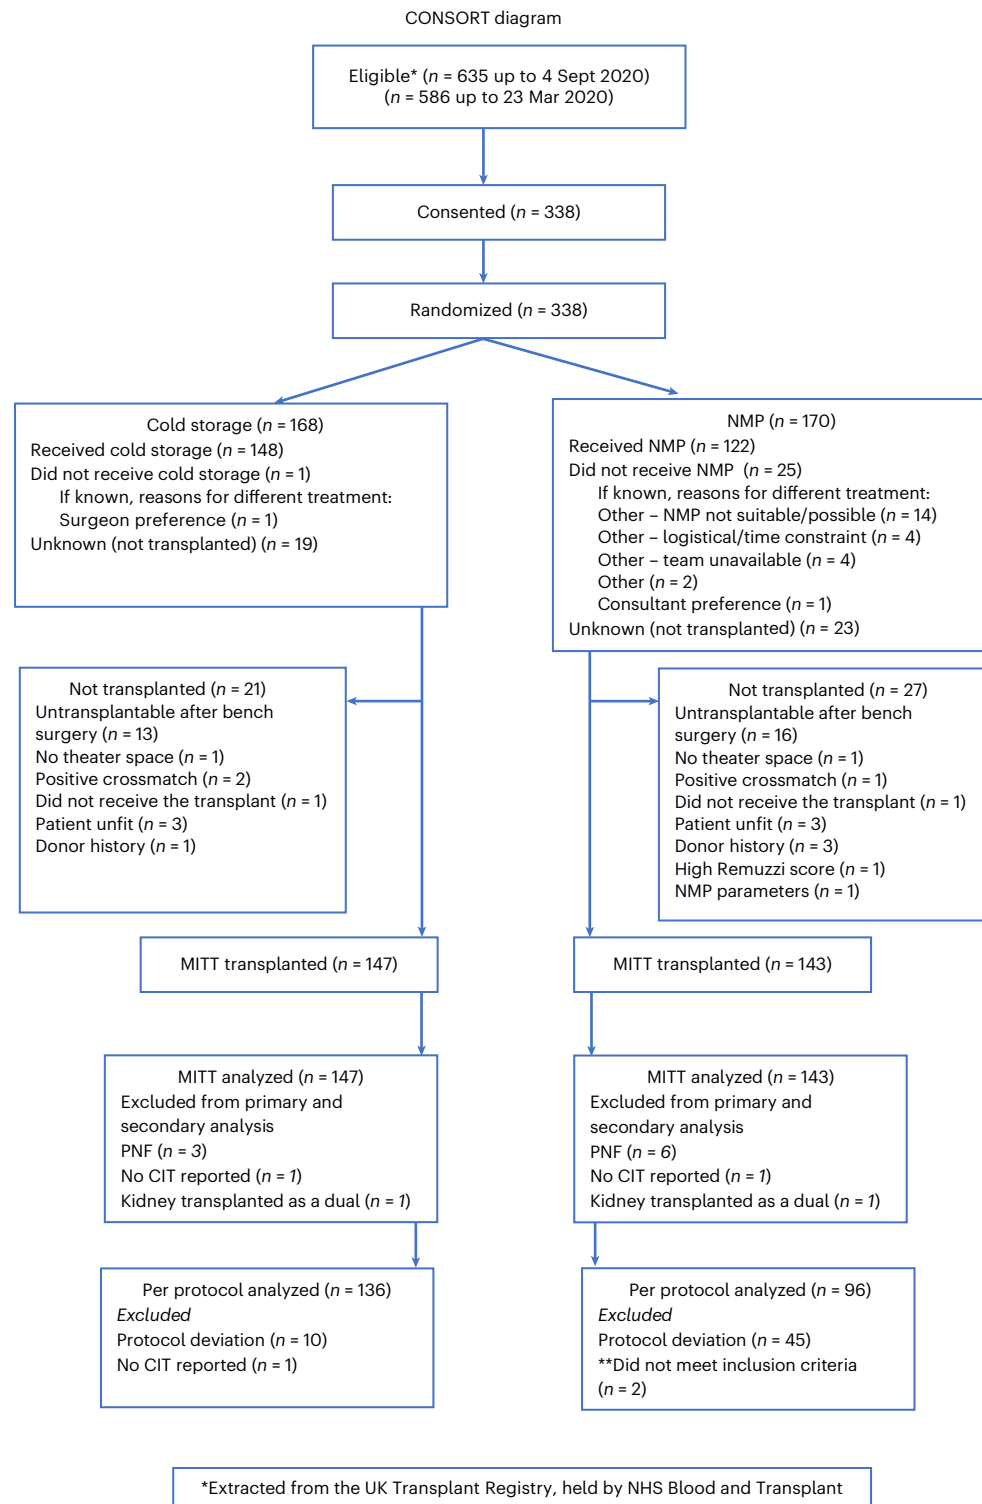 CONSORT diagram
Eligible* (n = 635 up to 4 Sept 2020)
(n = 586 up to 23 Mar 2020)
Consented (n = 338)
Randomized (n = 338)
Cold storage (n = 168)
Received cold storage (n = 148)
Did not receive cold storage (n = 1)
If known, reasons for different treatment:
Surgeon preference (n = 1)
Unknown (not transplanted) (n = 19)
NMP (n = 170)
Received NMP (n = 122)
Did not receive NMP (n = 25)
If known, reasons for different treatment:
Other – NMP not suitable/possible (n = 14)
Other – logistical/time constraint (n = 4)
Other – team unavailable (n = 4)
Other (n = 2)
Consultant preference (n = 1)
Unknown (not transplanted) (n = 23)
Not transplanted (n = 21)
Untransplantable after bench
surgery (n = 13)
No theater space (n = 1)
Positive crossmatch (n = 2)
Did not receive the transplant (n = 1)
Patient unfit (n = 3)
Donor history (n = 1)
Not transplanted (n = 27)
Untransplantable after bench
surgery (n = 16)
No theater space (n = 1)
Positive crossmatch (n = 1)
Did not receive the transplant (n = 1)
Patient unfit (n = 3)
Donor history (n = 3)
High Remuzzi score (n = 1)
NMP parameters (n = 1)
MITT transplanted (n = 147)
MITT transplanted (n = 143)
MITT analyzed (n = 147)
Excluded from primary and
secondary analysis
PNF (n = 3)
No CIT reported (n = 1)
Kidney transplanted as a dual (n = 1)
MITT analyzed (n = 143)
Excluded from primary and
secondary analysis
PNF (n = 6)
No CIT reported (n = 1)
Kidney transplanted as a dual (n = 1)
Per protocol analyzed (n = 136)
Excluded
Protocol deviation (n = 10)
No CIT reported (n = 1)
Per protocol analyzed (n = 96)
Excluded
Protocol deviation (n = 45)
**Did not meet inclusion criteria
(n = 2)
*Extracted from the UK Transplant Registry, held by NHS Blood and Transplant